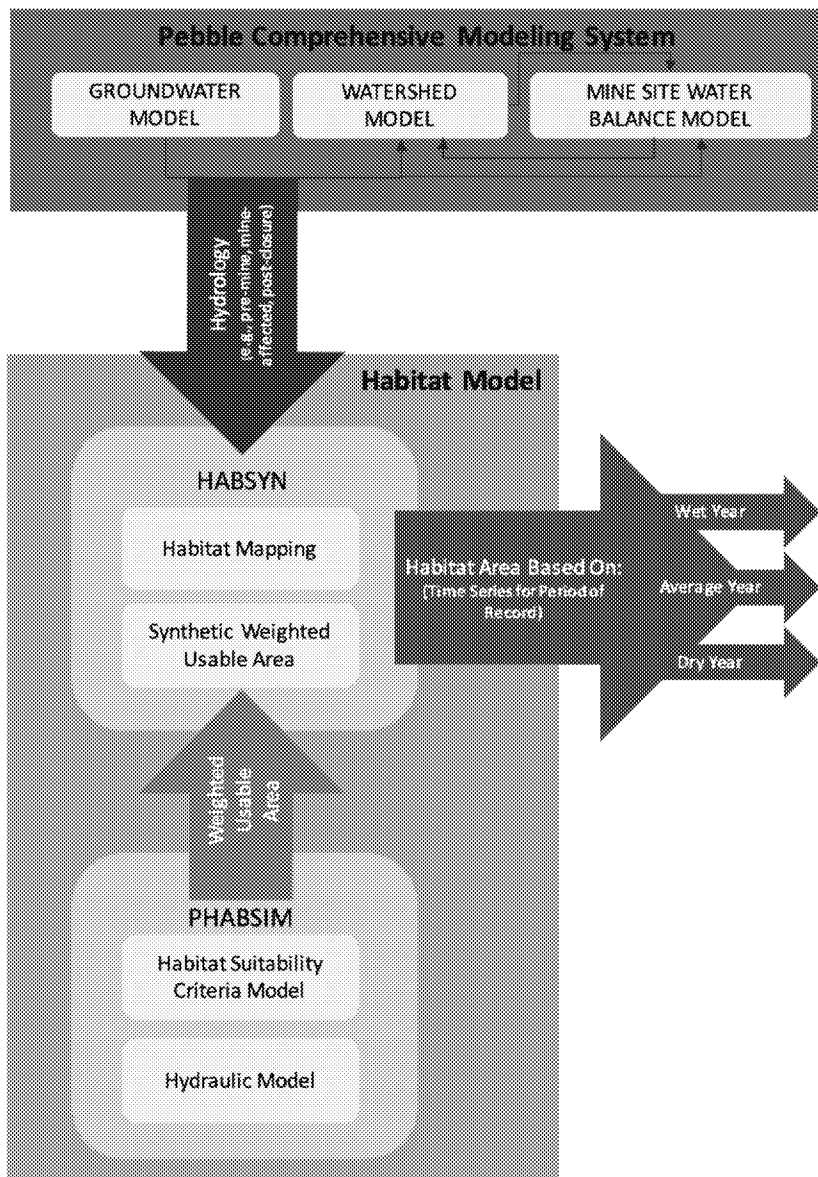 Pebble Comprehensive Modeling System
GROUNDWATER
MODEL
WATERSHED
MODEL
MINE SITE WATER
BALANCE MODEL
Hydrology
(e.g., pre-mine, mine-
affected, post-closure)
Habitat Model
HABSYN
Habitat Mapping
Synthetic Weighted
Usable Area
Habitat Area Based On:
(Time Series for Period of
Record)
Wet Year
Average Year
Dry Year
Weighted
Usable
Area
PHABSIM
Habitat Suitability
Criteria Model
Hydraulic Model